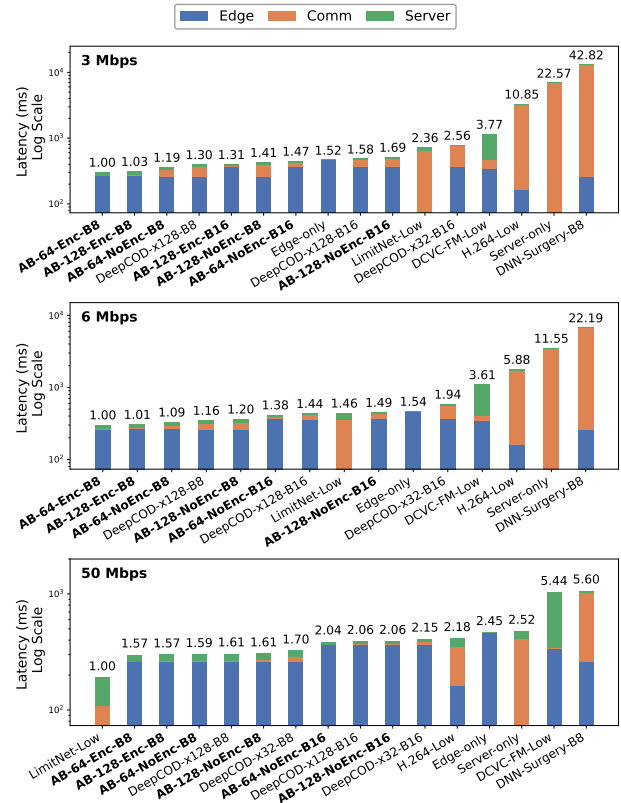 Edge Comm Server
3 Mbps
Latency (ms)
Log Scale
10⁴
10³
10²
1.00 1.03 1.19 1.30 1.31 1.41 1.47 1.52 1.58 1.69 2.36 2.56 3.77 10.85 22.57 42.82
AB-64-Enc-B8
AB-128-Enc-B8
AB-64-NoEnc-B8
DeepCOD-x128-B8
AB-128-Enc-B16
AB-128-NoEnc-B8
AB-64-NoEnc-B16
Edge-only
DeepCOD-x128-B16
AB-128-NoEnc-B16
LimitNet-Low
DeepCOD-x32-B16
DCVC-FM-Low
H.264-Low
Server-only
DNN-Surgery-B8
6 Mbps
Latency (ms)
Log Scale
10³
10²
1.00 1.01 1.09 1.16 1.20 1.38 1.44 1.46 1.49 1.54 1.94 3.61 5.88 11.55 22.19
AB-64-Enc-B8
AB-128-Enc-B8
AB-64-NoEnc-B8
DeepCOD-x128-B8
AB-128-NoEnc-B8
AB-64-NoEnc-B16
DeepCOD-x128-B16
LimitNet-Low
AB-128-NoEnc-B16
Edge-only
DeepCOD-x32-B16
DCVC-FM-Low
H.264-Low
Server-only
DNN-Surgery-B8
50 Mbps
Latency (ms)
Log Scale
10³
10²
1.00 1.57 1.57 1.59 1.61 1.61 1.70 2.04 2.06 2.06 2.15 2.18 2.45 2.52 5.44 5.60
LimitNet-Low
AB-64-Enc-B8
AB-128-Enc-B8
AB-64-NoEnc-B8
DeepCOD-x128-B8
AB-128-NoEnc-B8
DeepCOD-x32-B8
AB-64-NoEnc-B16
DeepCOD-x128-B16
AB-128-NoEnc-B16
DeepCOD-x32-B16
H.264-Low
Edge-only
Server-only
DCVC-FM-Low
DNN-Surgery-B8